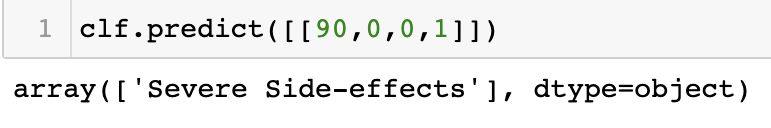 1 clf.predict([[90,0,0,1]])
array(['Severe Side-effects'], dtype=object)